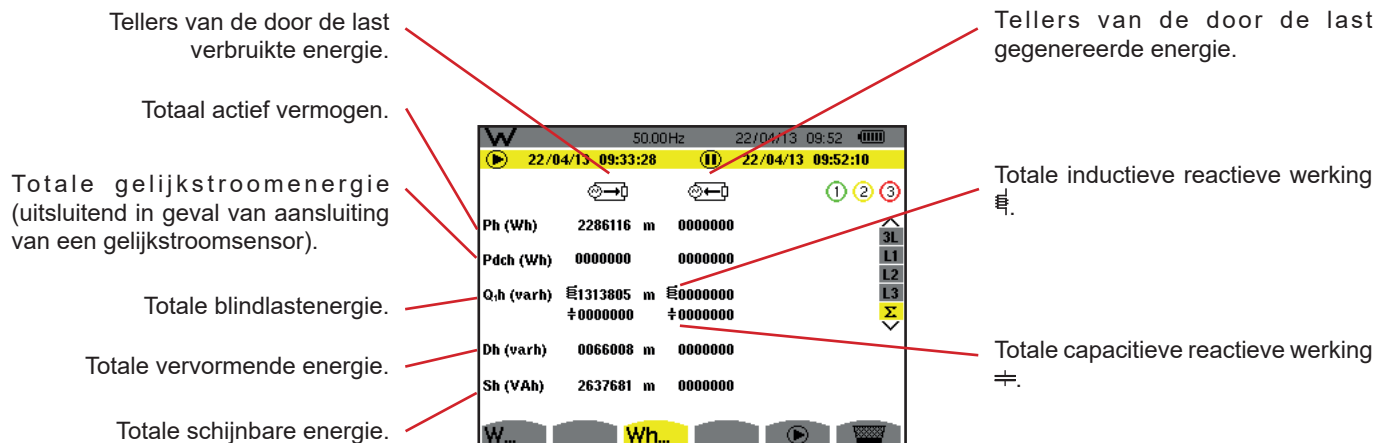 Tellers van de door de last
verbruikte energie.
Totaal actief vermogen.
Totale gelijkstroomenergie
(uitsluitend in geval van aansluiting
van een gelijkstroomsensor).
Totale blindlastenergie.
Totale vervormende energie.
Totale schijnbare energie.
W 50.00Hz 22/04/13 09:52
22/04/13 09:33:28 22/04/13 09:52:10
1 2 3
Ph (Wh) 2286116 m 0000000
Pdch (Wh) 0000000 0000000
Q₁h (varh) 1313805 m 0000000
0000000 0000000
Dh (varh) 0066008 m 0000000
Sh (VAh) 2637681 m 0000000
3L
L1
L2
L3
Σ
W... Wh...
Tellers van de door de last
gegenereerde energie.
Totale inductieve reactieve werking
.
Totale capacitieve reactieve werking
.